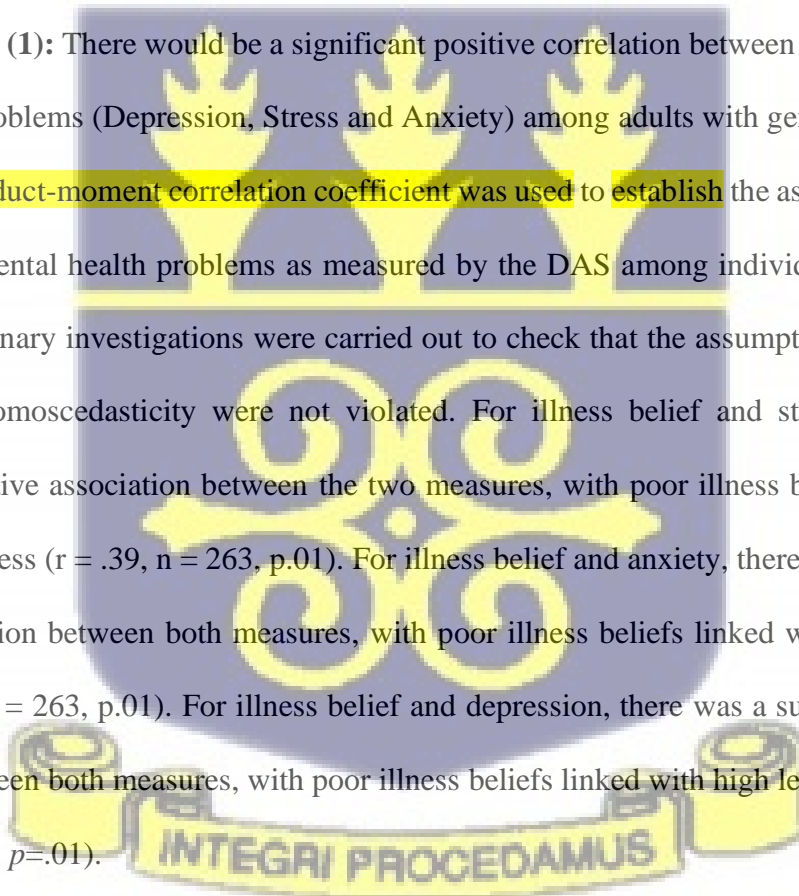 (1): There would be a significant positive correlation between
oblems (Depression, Stress and Anxiety) among adults with ge
duct-moment correlation coefficient was used to establish the as
ental health problems as measured by the DAS among individ
nary investigations were carried out to check that the assumpt
omoscedasticity were not violated. For illness belief and st
tive association between the two measures, with poor illness b
ess (r = .39, n = 263, p.01). For illness belief and anxiety, there
ion between both measures, with poor illness beliefs linked w
= 263, p.01). For illness belief and depression, there was a su
een both measures, with poor illness beliefs linked with high le
p=.01).
INTEGRI PROCEDAMUS